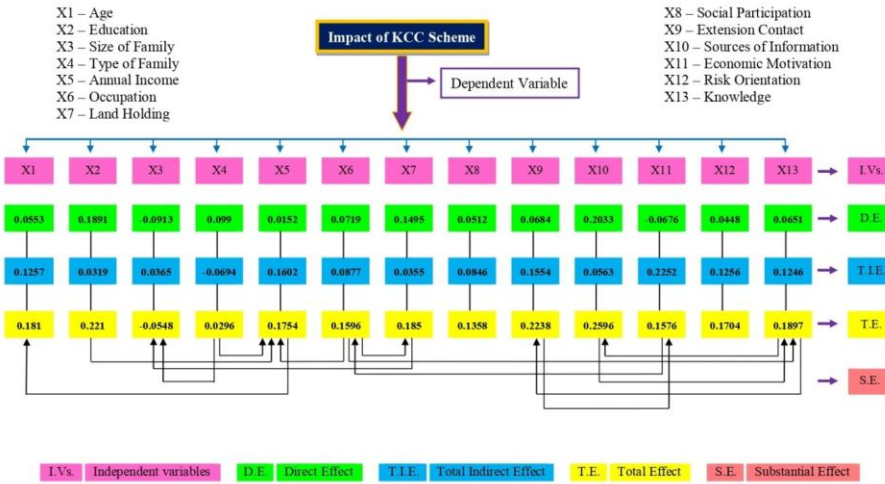 X1 – Age
X2 – Education
X3 – Size of Family
X4 – Type of Family
X5 – Annual Income
X6 – Occupation
X7 – Land Holding
Impact of KCC Scheme
Dependent Variable
X8 – Social Participation
X9 – Extension Contact
X10 – Sources of Information
X11 – Economic Motivation
X12 – Risk Orientation
X13 – Knowledge
X1 X2 X3 X4 X5 X6 X7 X8 X9 X10 X11 X12 X13 I.Vs.
0.0553 0.1891 -0.0913 0.099 0.0152 0.0719 0.1495 0.0512 0.0684 0.2033 -0.0676 0.0448 0.0651 D.E.
0.1257 0.0319 0.0365 -0.0694 0.1602 0.0877 0.0355 0.0846 0.1554 0.0563 0.2252 0.1256 0.1246 T.I.E.
0.181 0.221 -0.0548 0.0296 0.1754 0.1596 0.185 0.1358 0.2238 0.2596 0.1576 0.1704 0.1897 T.E.
S.E.
I.Vs. Independent variables D.E. Direct Effect T.I.E. Total Indirect Effect T.E. Total Effect S.E. Substantial Effect